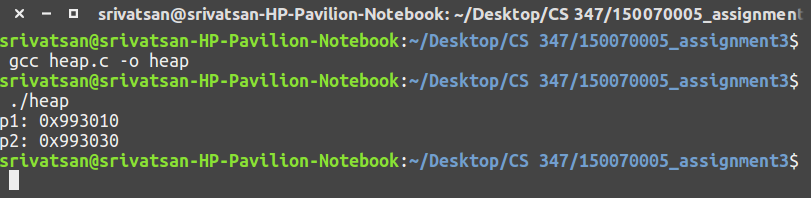 srivatsan@srivatsan-HP-Pavilion-Notebook: ~/Desktop/CS 347/150070005_assignment
srivatsan@srivatsan-HP-Pavilion-Notebook:~/Desktop/CS 347/150070005_assignment3$
gcc heap.c -o heap
srivatsan@srivatsan-HP-Pavilion-Notebook:~/Desktop/CS 347/150070005_assignment3$
./heap
p1: 0x993010
p2: 0x993030
srivatsan@srivatsan-HP-Pavilion-Notebook:~/Desktop/CS 347/150070005_assignment3$